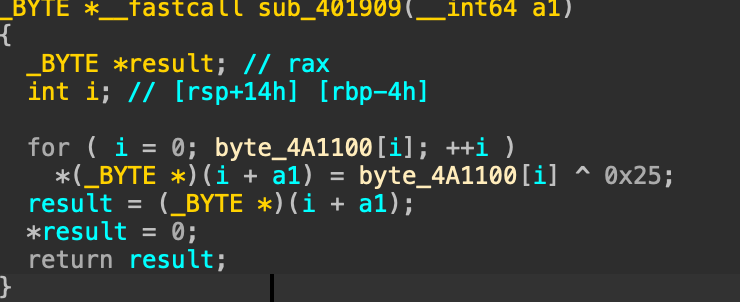 _BYTE *__fastcall sub_401909(__int64 a1)
{
  _BYTE *result; // rax
  int i; // [rsp+14h] [rbp-4h]

  for ( i = 0; byte_4A1100[i]; ++i )
    *(_BYTE *)(i + a1) = byte_4A1100[i] ^ 0x25;
  result = (_BYTE *)(i + a1);
  *result = 0;
  return result;
}